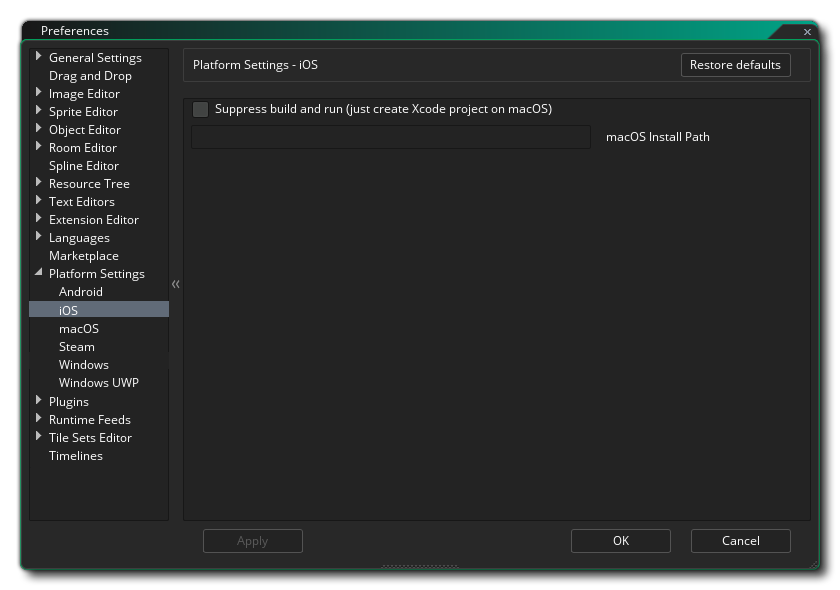 Preferences
General Settings
Drag and Drop
Image Editor
Sprite Editor
Object Editor
Room Editor
Spline Editor
Resource Tree
Text Editors
Extension Editor
Languages
Marketplace
Platform Settings
Android
iOS
macOS
Steam
Windows
Windows UWP
Plugins
Runtime Feeds
Tile Sets Editor
Timelines
Platform Settings - iOS
Restore defaults
Suppress build and run (just create Xcode project on macOS)
macOS Install Path
Apply
OK
Cancel